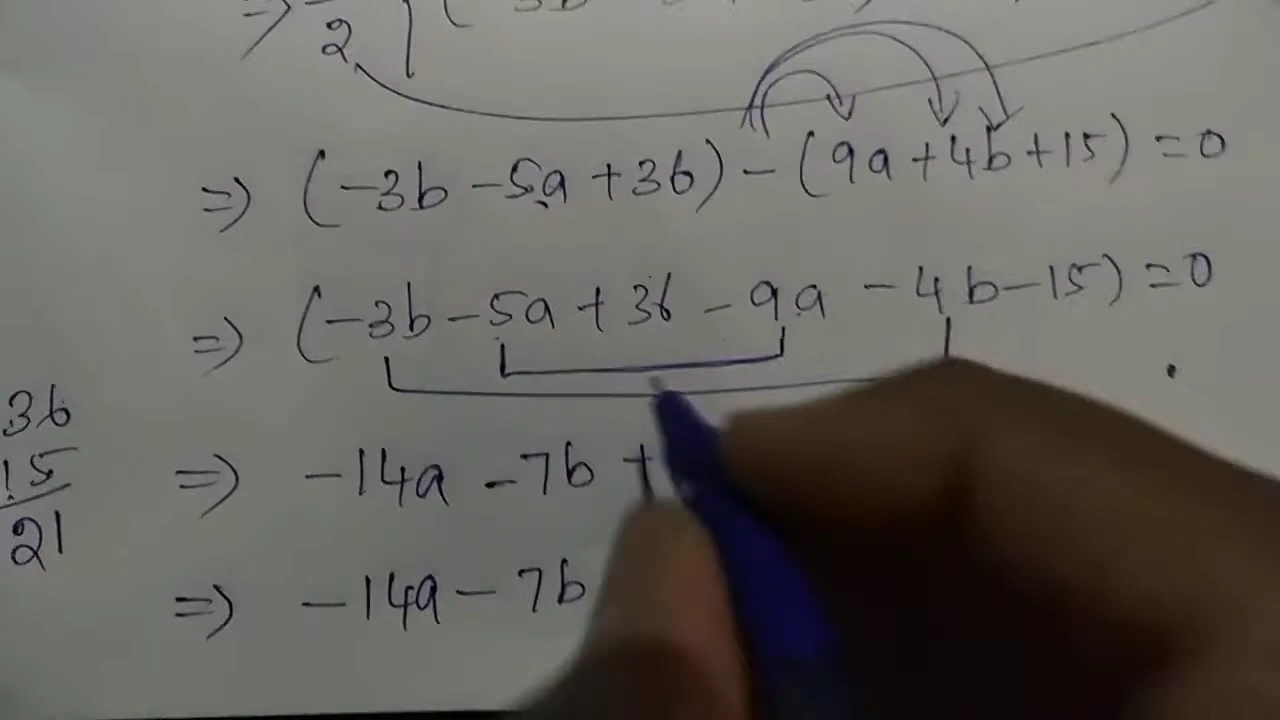 => 2
=> (-3b -5a +36) - (9a+4b+15) = 0
=> (-3b -5a + 36 - 9a - 4b -15) = 0
36
15
21
=> -14a -7b +
=> -14a - 7b